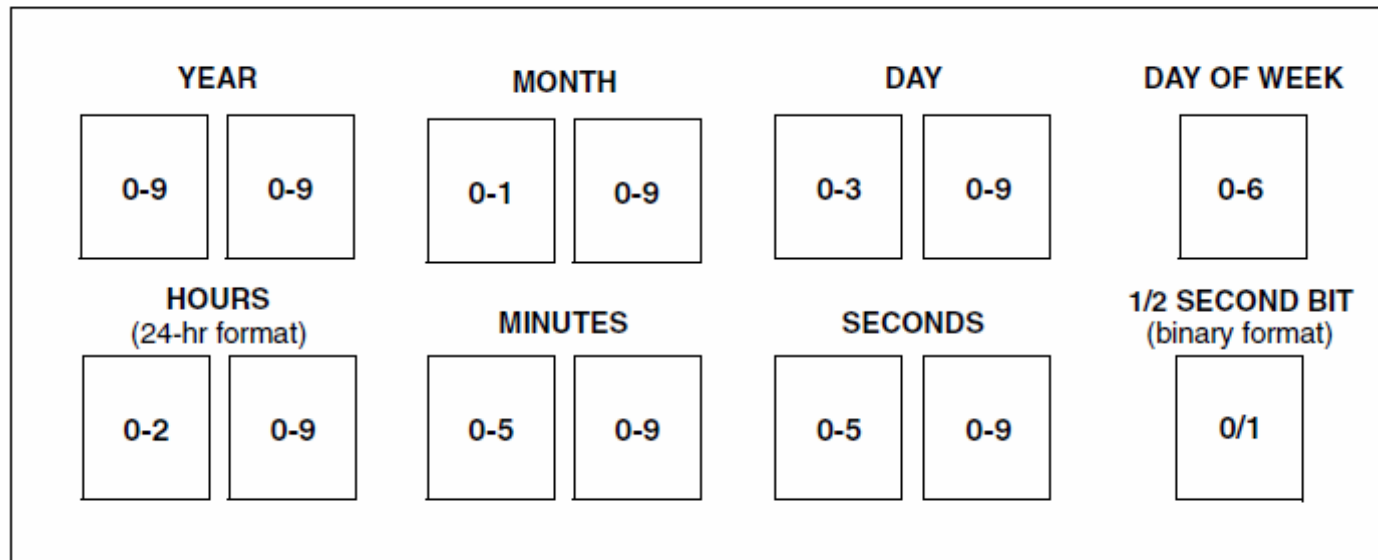 YEAR MONTH DAY DAY OF WEEK
0-9 0-9 0-1 0-9 0-3 0-9 0-6
HOURS MINUTES SECONDS 1/2 SECOND BIT
(24-hr format) (binary format)
0-2 0-9 0-5 0-9 0-5 0-9 0/1